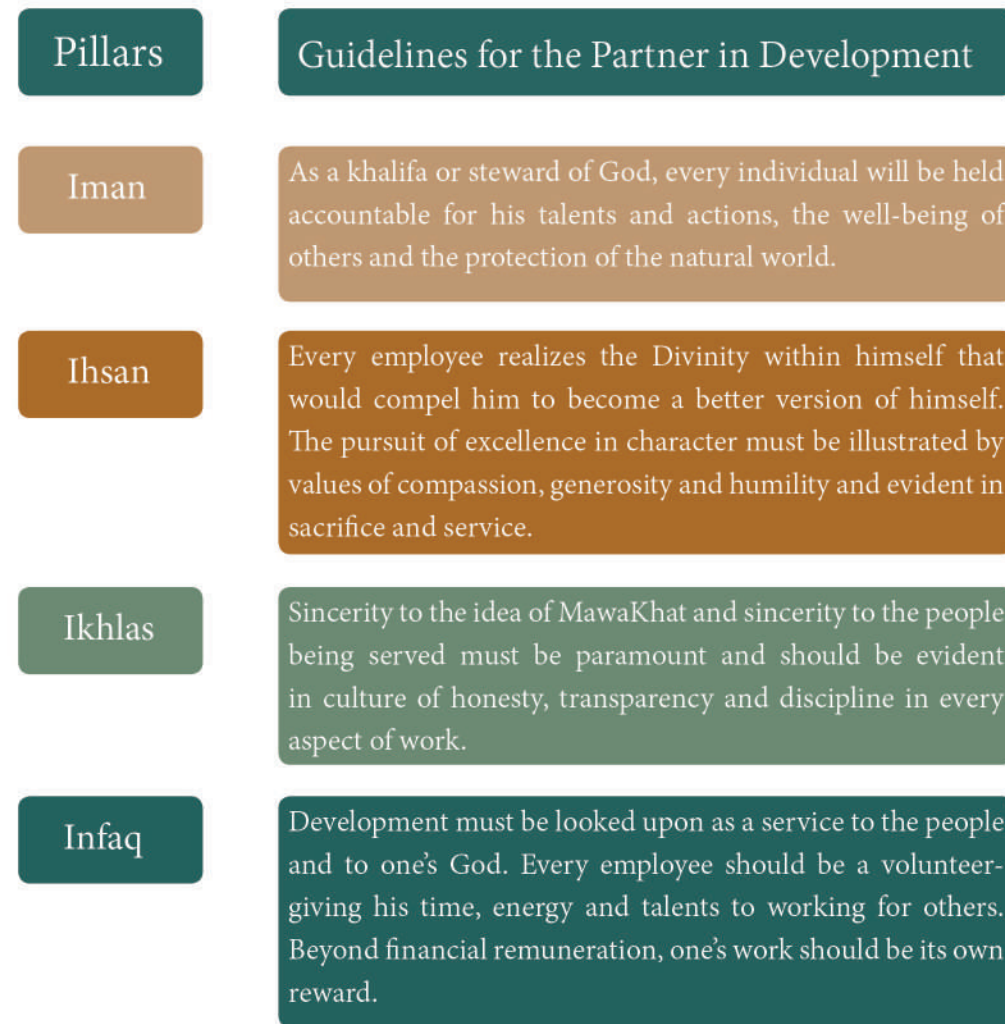 Pillars
Guidelines for the Partner in Development
Iman
As a khalifa or steward of God, every individual will be held
accountable for his talents and actions, the well-being of
others and the protection of the natural world.
Ihsan
Every employee realizes the Divinity within himself that
would compel him to become a better version of himself.
The pursuit of excellence in character must be illustrated by
values of compassion, generosity and humility and evident in
sacrifice and service.
Ikhlas
Sincerity to the idea of MawaKhat and sincerity to the people
being served must be paramount and should be evident
in culture of honesty, transparency and discipline in every
aspect of work.
Infaq
Development must be looked upon as a service to the people
and to one’s God. Every employee should be a volunteer-
giving his time, energy and talents to working for others.
Beyond financial remuneration, one’s work should be its own
reward.